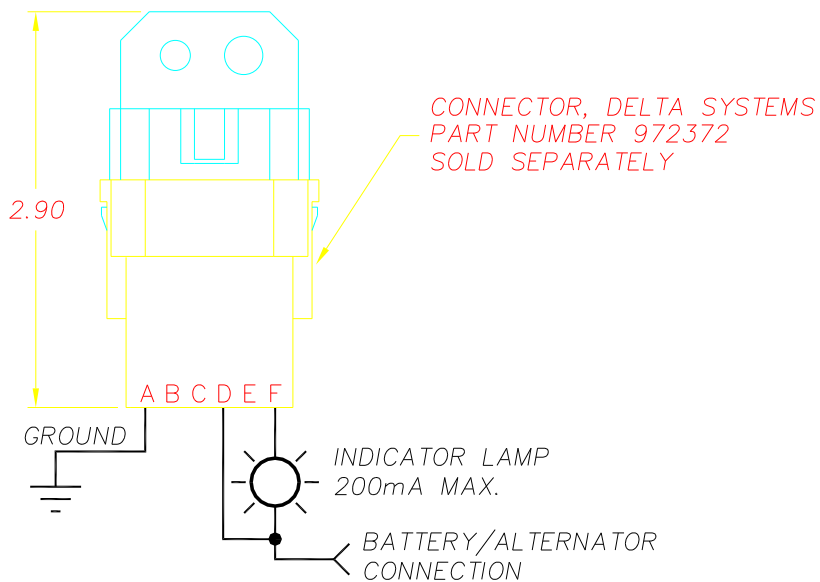 CONNECTOR, DELTA SYSTEMS
PART NUMBER 972372
SOLD SEPARATELY
2.90
A B C D E F
GROUND
INDICATOR LAMP
200mA MAX.
BATTERY/ALTERNATOR
CONNECTION